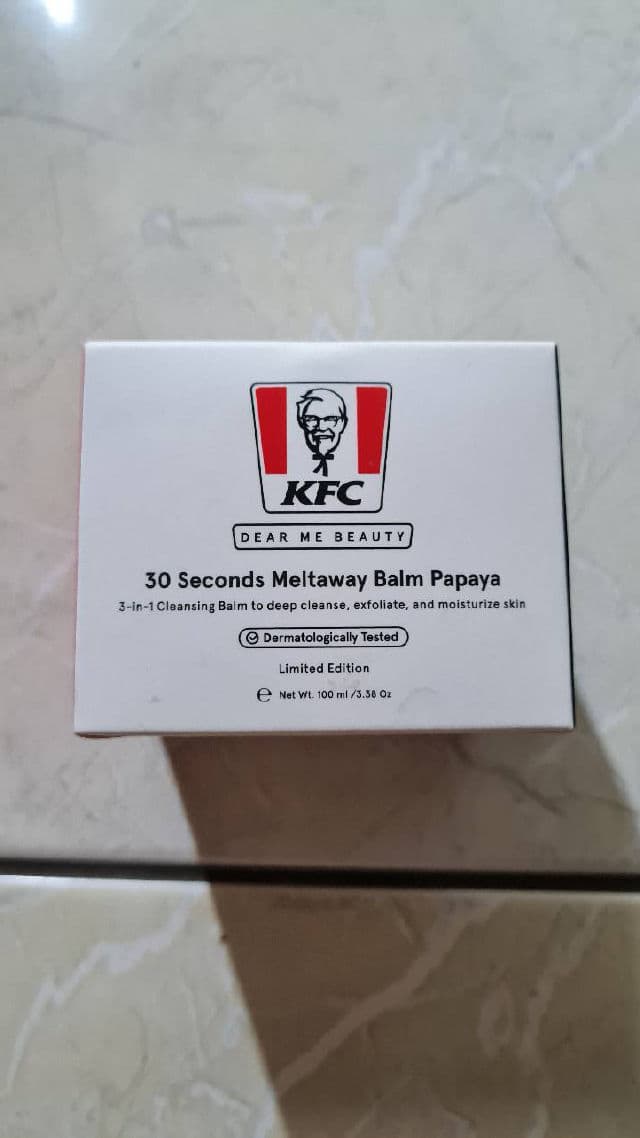 KFC
DEAR ME BEAUTY
30 Seconds Meltaway Balm Papaya
3-in-1 Cleansing Balm to deep cleanse, exfoliate, and moisturize skin
Dermatologically Tested
Limited Edition
℮ Net Wt. 100 ml /3.38 Oz